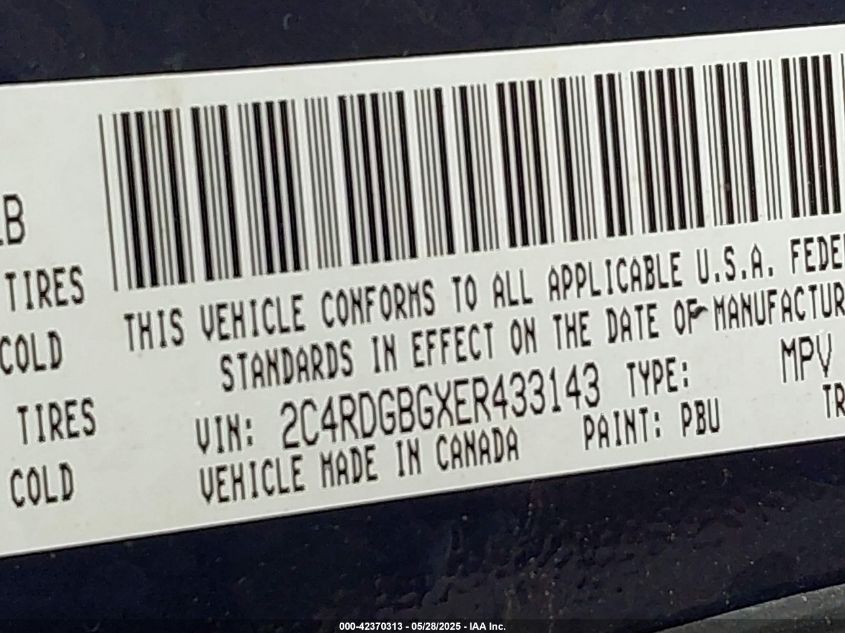 LB
TIRES
COLD
TIRES
COLD
THIS VEHICLE CONFORMS TO ALL APPLICABLE U.S.A. FEDE
STANDARDS IN EFFECT ON THE DATE OF MANUFACTUR
VIN: 2C4RDGBGXER433143 TYPE: MPV
VEHICLE MADE IN CANADA PAINT: PBU TR
000-42370313 - 05/28/2025 - IAA Inc.